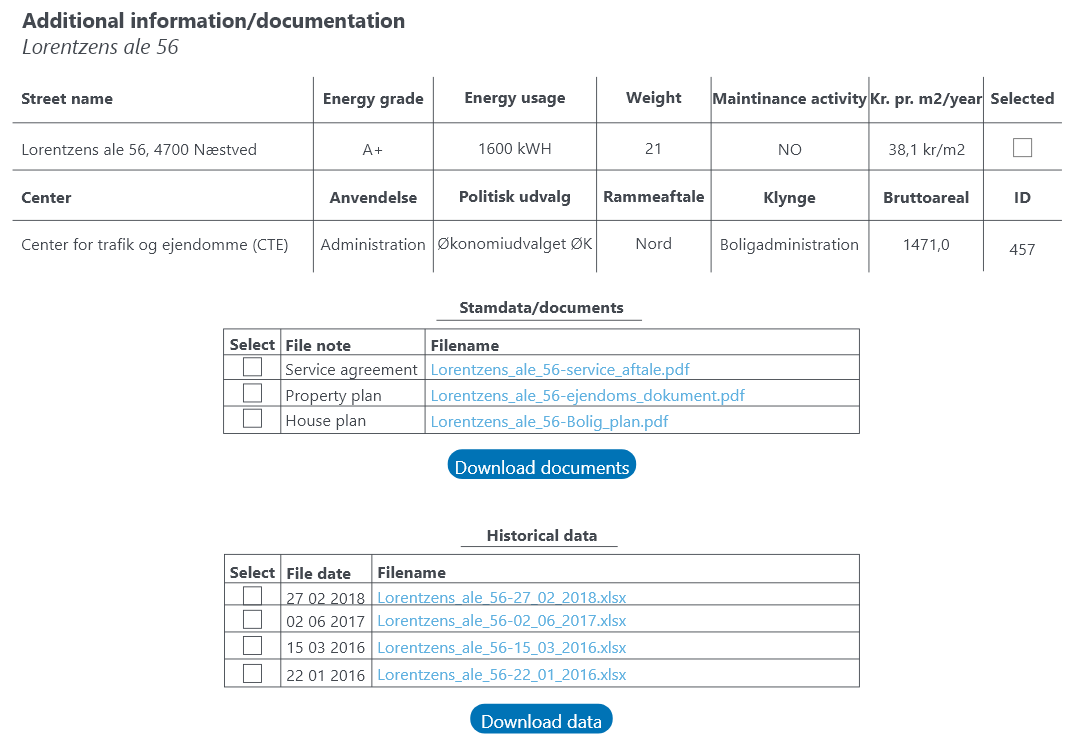 Additional information/documentation
Lorentzens ale 56
Street name Energy grade Energy usage Weight Maintinance activity Kr. pr. m2/year Selected
Lorentzens ale 56, 4700 Næstved A+ 1600 kWH 21 NO 38,1 kr/m2
Center Anvendelse Politisk udvalg Rammeaftale Klynge Bruttoareal ID
Center for trafik og ejendomme (CTE) Administration Økonomiudvalget ØK Nord Boligadministration 1471,0 457
Stamdata/documents
Select File note Filename
Service agreement Lorentzens_ale_56-service_aftale.pdf
Property plan Lorentzens_ale_56-ejendoms_dokument.pdf
House plan Lorentzens_ale_56-Bolig_plan.pdf
Download documents
Historical data
Select File date Filename
27 02 2018 Lorentzens_ale_56-27_02_2018.xlsx
02 06 2017 Lorentzens_ale_56-02_06_2017.xlsx
15 03 2016 Lorentzens_ale_56-15_03_2016.xlsx
22 01 2016 Lorentzens_ale_56-22_01_2016.xlsx
Download data